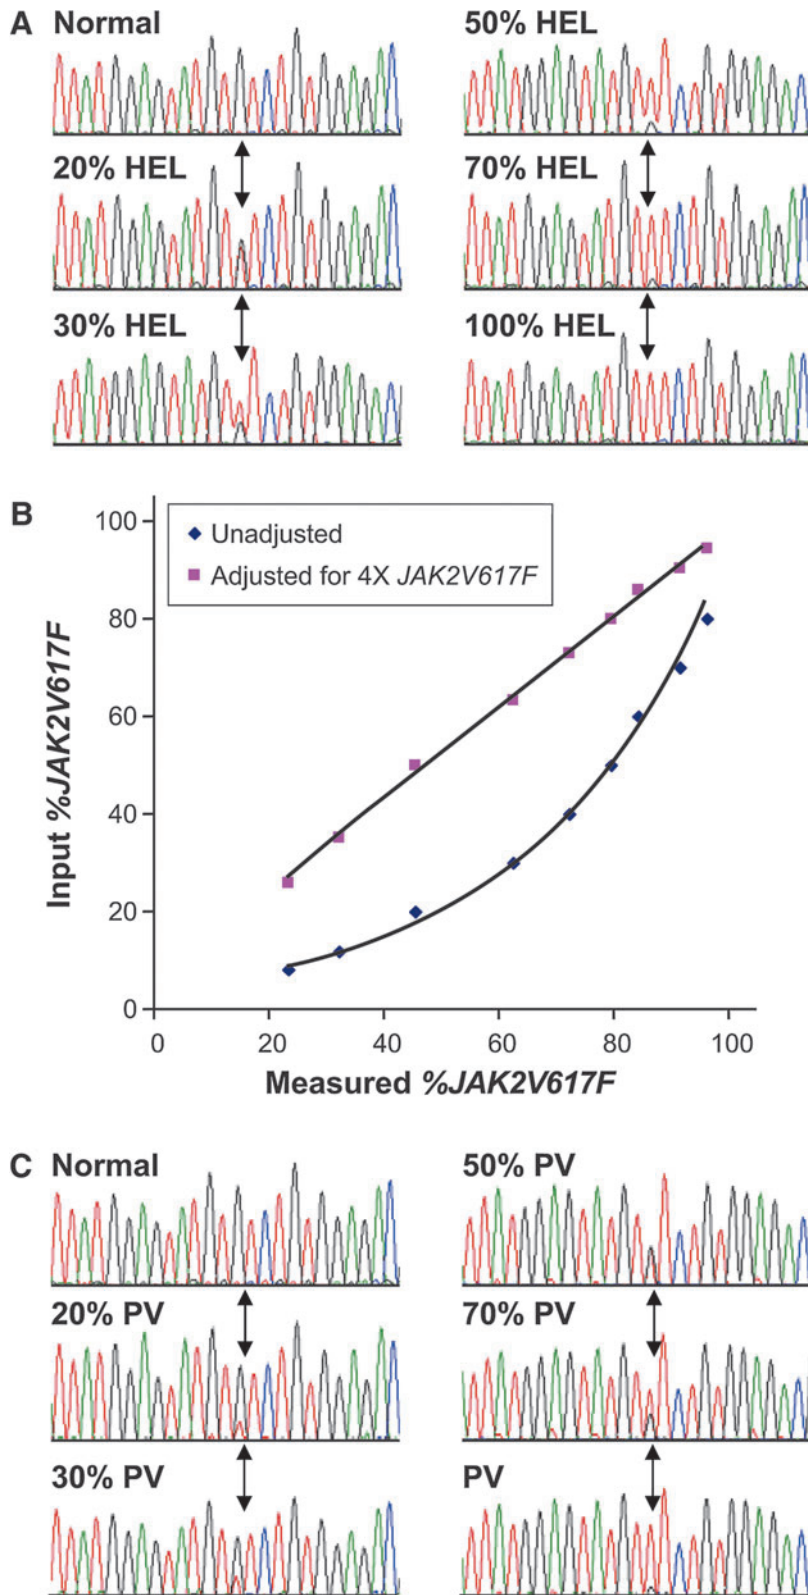 A
Normal
50% HEL
20% HEL
70% HEL
30% HEL
100% HEL
B
100
80
60
40
20
0
Input %JAK2V617F
Unadjusted
Adjusted for 4X JAK2V617F
0 20 40 60 80 100
Measured %JAK2V617F
C
Normal
50% PV
20% PV
70% PV
30% PV
PV